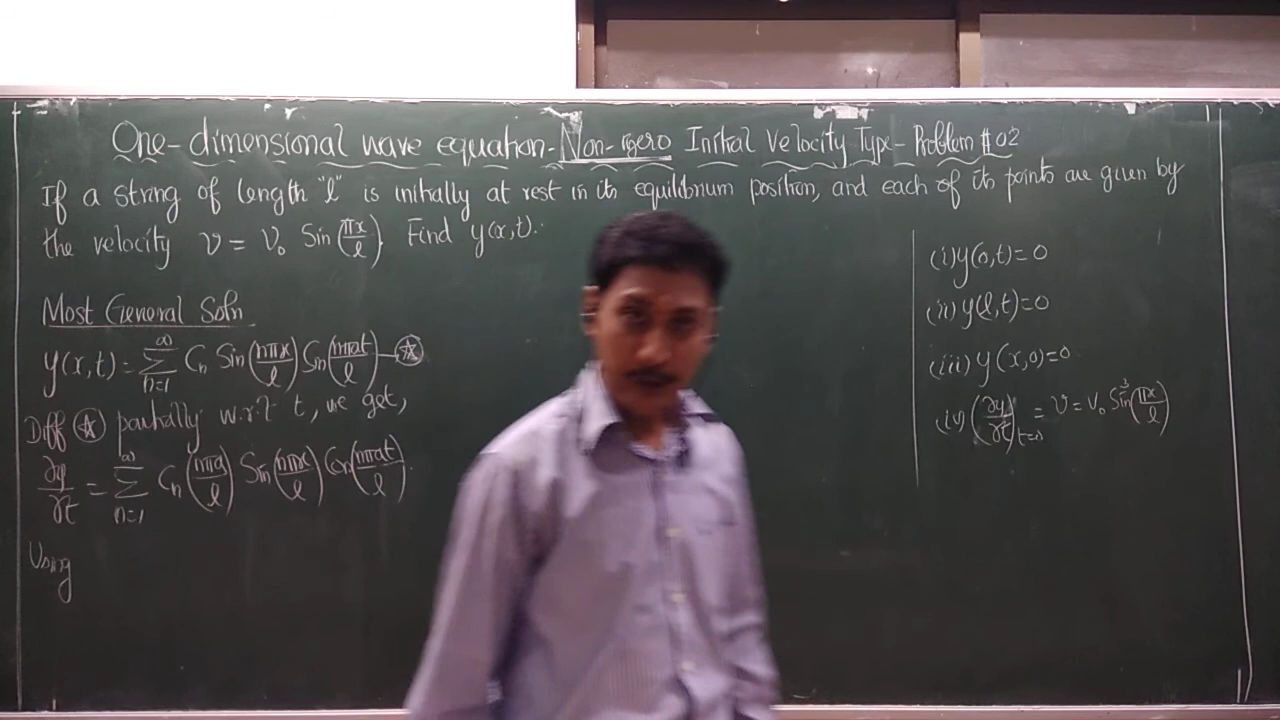 One-dimensional wave equation- Non-zero Initial Velocity Type - Problem #02
If a string of length "l" is initially at rest in its equilibrium position, and each of its points are given by
the velocity v = V₀ Sin(πx/l). Find y(x,t).
Most General Soln
y(x,t) = ∑_{n=1}^{∞} Cₙ Sin(nπx/l) Sin(nπat/l) — ☆
Diff ☆ partially w.r.t t, we get,
∂y/∂t = ∑_{n=1}^{∞} Cₙ (nπa/l) Sin(nπx/l) Cos(nπat/l).
Using
(i) y(0,t)=0
(ii) y(l,t)=0
(iii) y(x,0)=0
(iv) (∂y/∂t)_{t=0} = v = V₀ Sin³(πx/l)